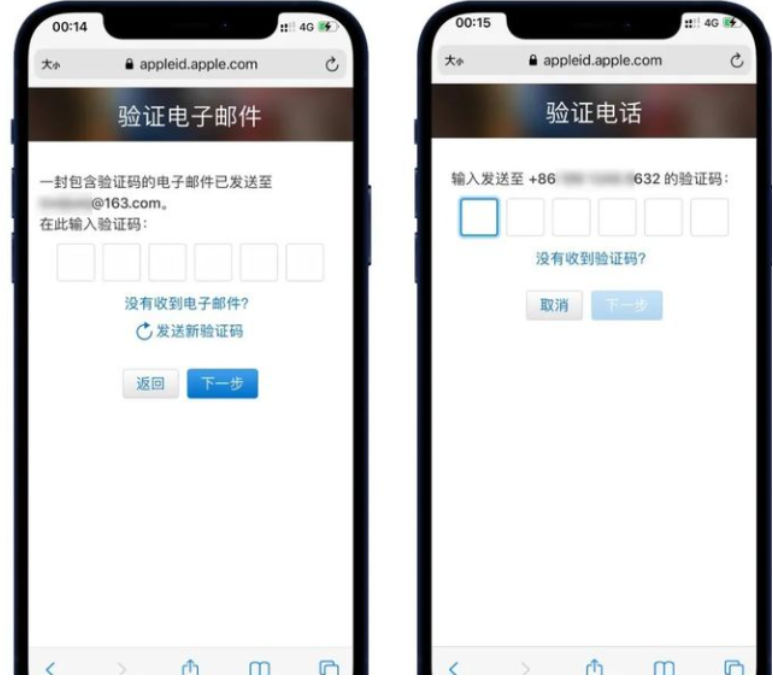 00:14
4G
大小
appleid.apple.com
验证电子邮件
一封包含验证码的电子邮件已发送至
@163.com。
在此输入验证码：
没有收到电子邮件？
发送新验证码
返回
下一步
00:15
4G
大小
appleid.apple.com
验证电话
输入发送至 +86 632 的验证码：
没有收到验证码？
取消
下一步